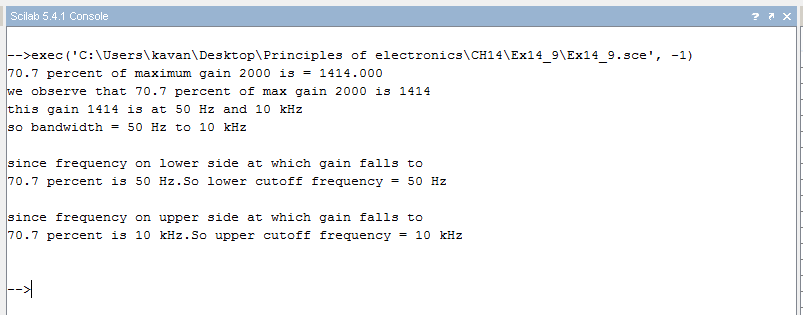 Scilab 5.4.1 Console
-->exec('C:\Users\kavan\Desktop\Principles of electronics\CH14\Ex14_9\Ex14_9.sce', -1)
70.7 percent of maximum gain 2000 is = 1414.000
we observe that 70.7 percent of max gain 2000 is 1414
this gain 1414 is at 50 Hz and 10 kHz
so bandwidth = 50 Hz to 10 kHz
since frequency on lower side at which gain falls to
70.7 percent is 50 Hz.So lower cutoff frequency = 50 Hz
since frequency on upper side at which gain falls to
70.7 percent is 10 kHz.So upper cutoff frequency = 10 kHz
-->